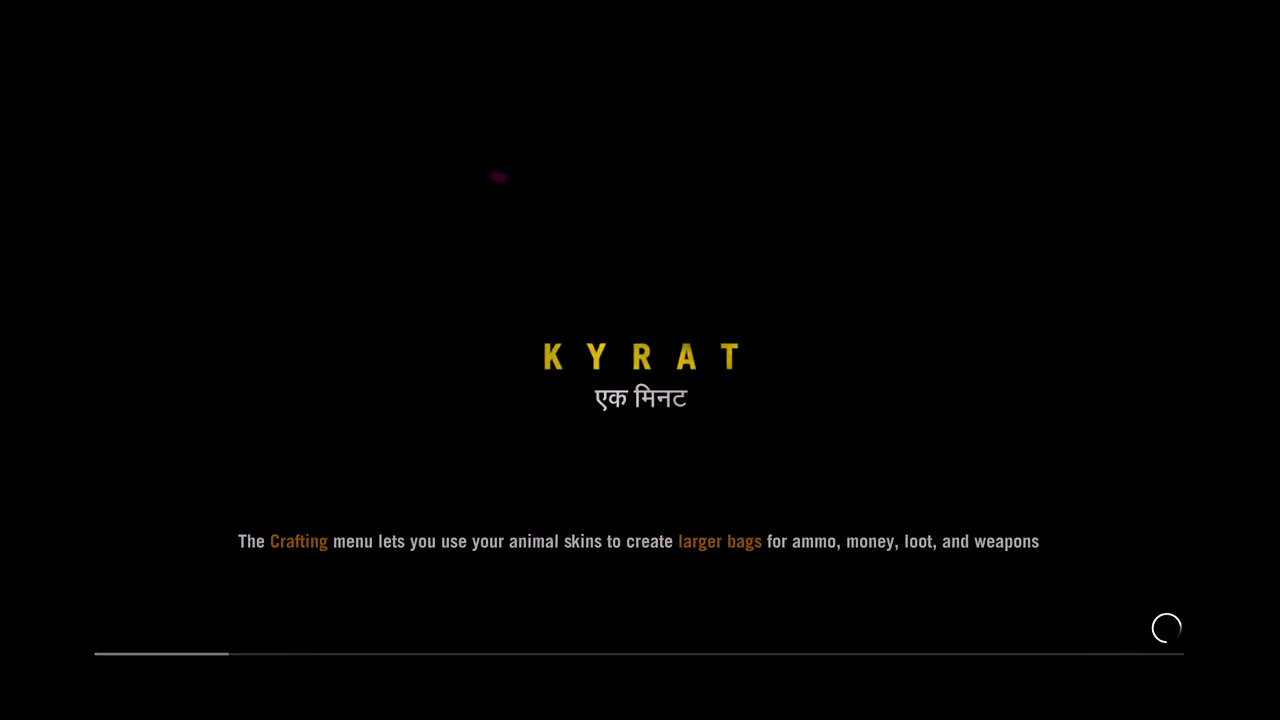 KYRAT
एक मिनट
The Crafting menu lets you use your animal skins to create larger bags for ammo, money, loot, and weapons